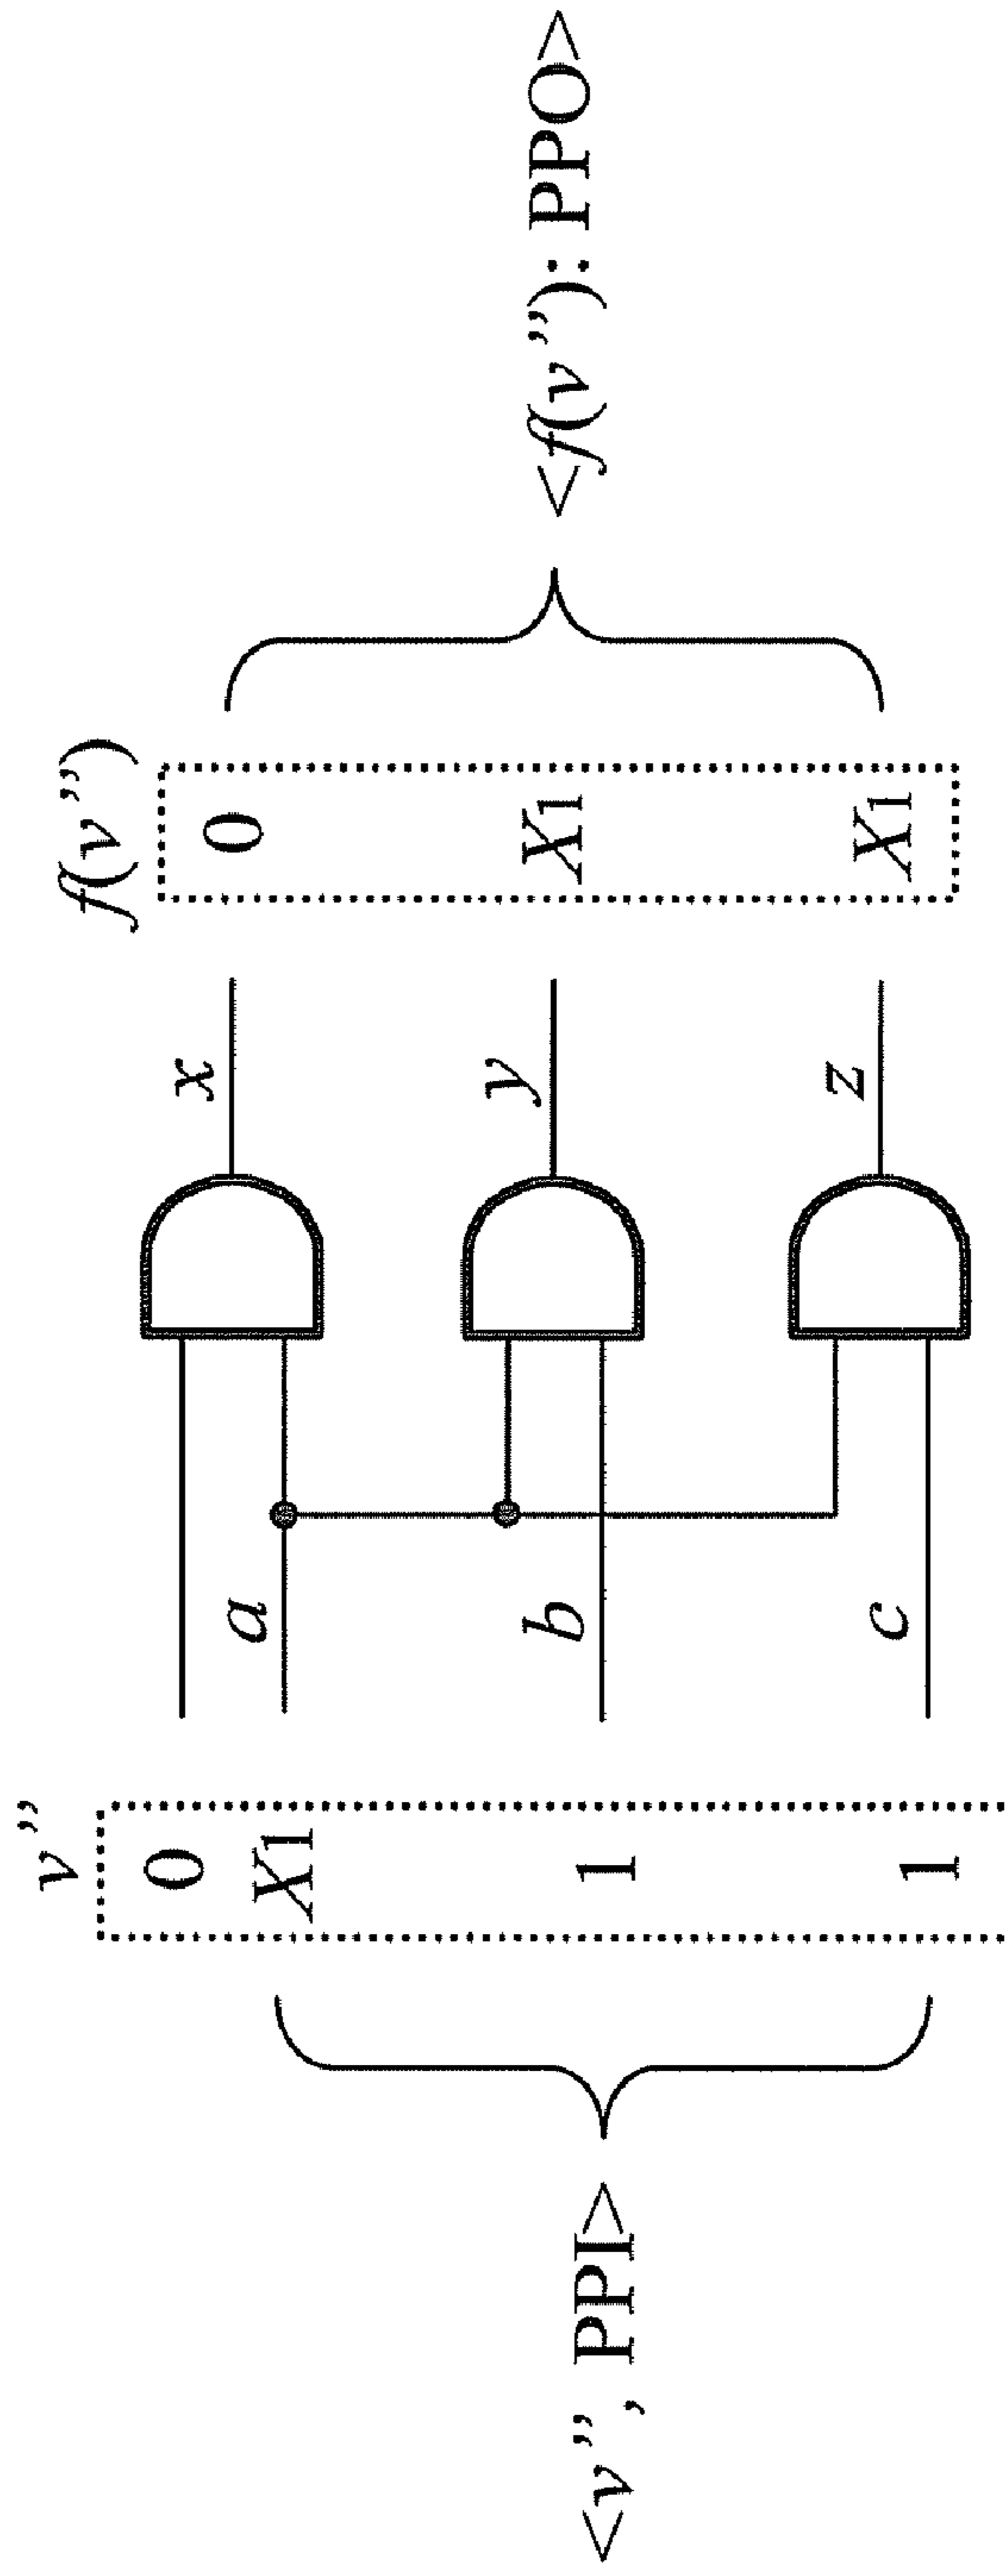 v’’
f(v’’)
0
X1
1
1
a
b
c
x
y
z
0
X1
X1
<v’’, PPI>
<f(v’’): PPO>